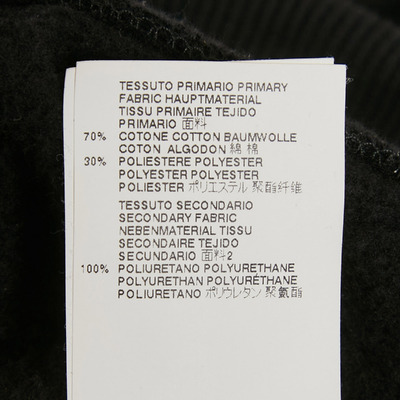 TESSUTO PRIMARIO PRIMARY
FABRIC HAUPTMATERIAL
TISSU PRIMAIRE TEJIDO
PRIMARIO 面料
70% COTONE COTTON BAUMWOLLE
COTON ALGODON 綿 棉
30% POLIESTERE POLYESTER
POLYESTER POLYESTER
POLIESTER ポリエステル 聚酯纤维
TESSUTO SECONDARIO
SECONDARY FABRIC
NEBENMATERIAL TISSU
SECONDAIRE TEJIDO
SECUNDARIO 面料2
100% POLIURETANO POLYURETHANE
POLYURETHAN POLYURÉTHANE
POLIURETANO ポリウレタン 聚氨酯